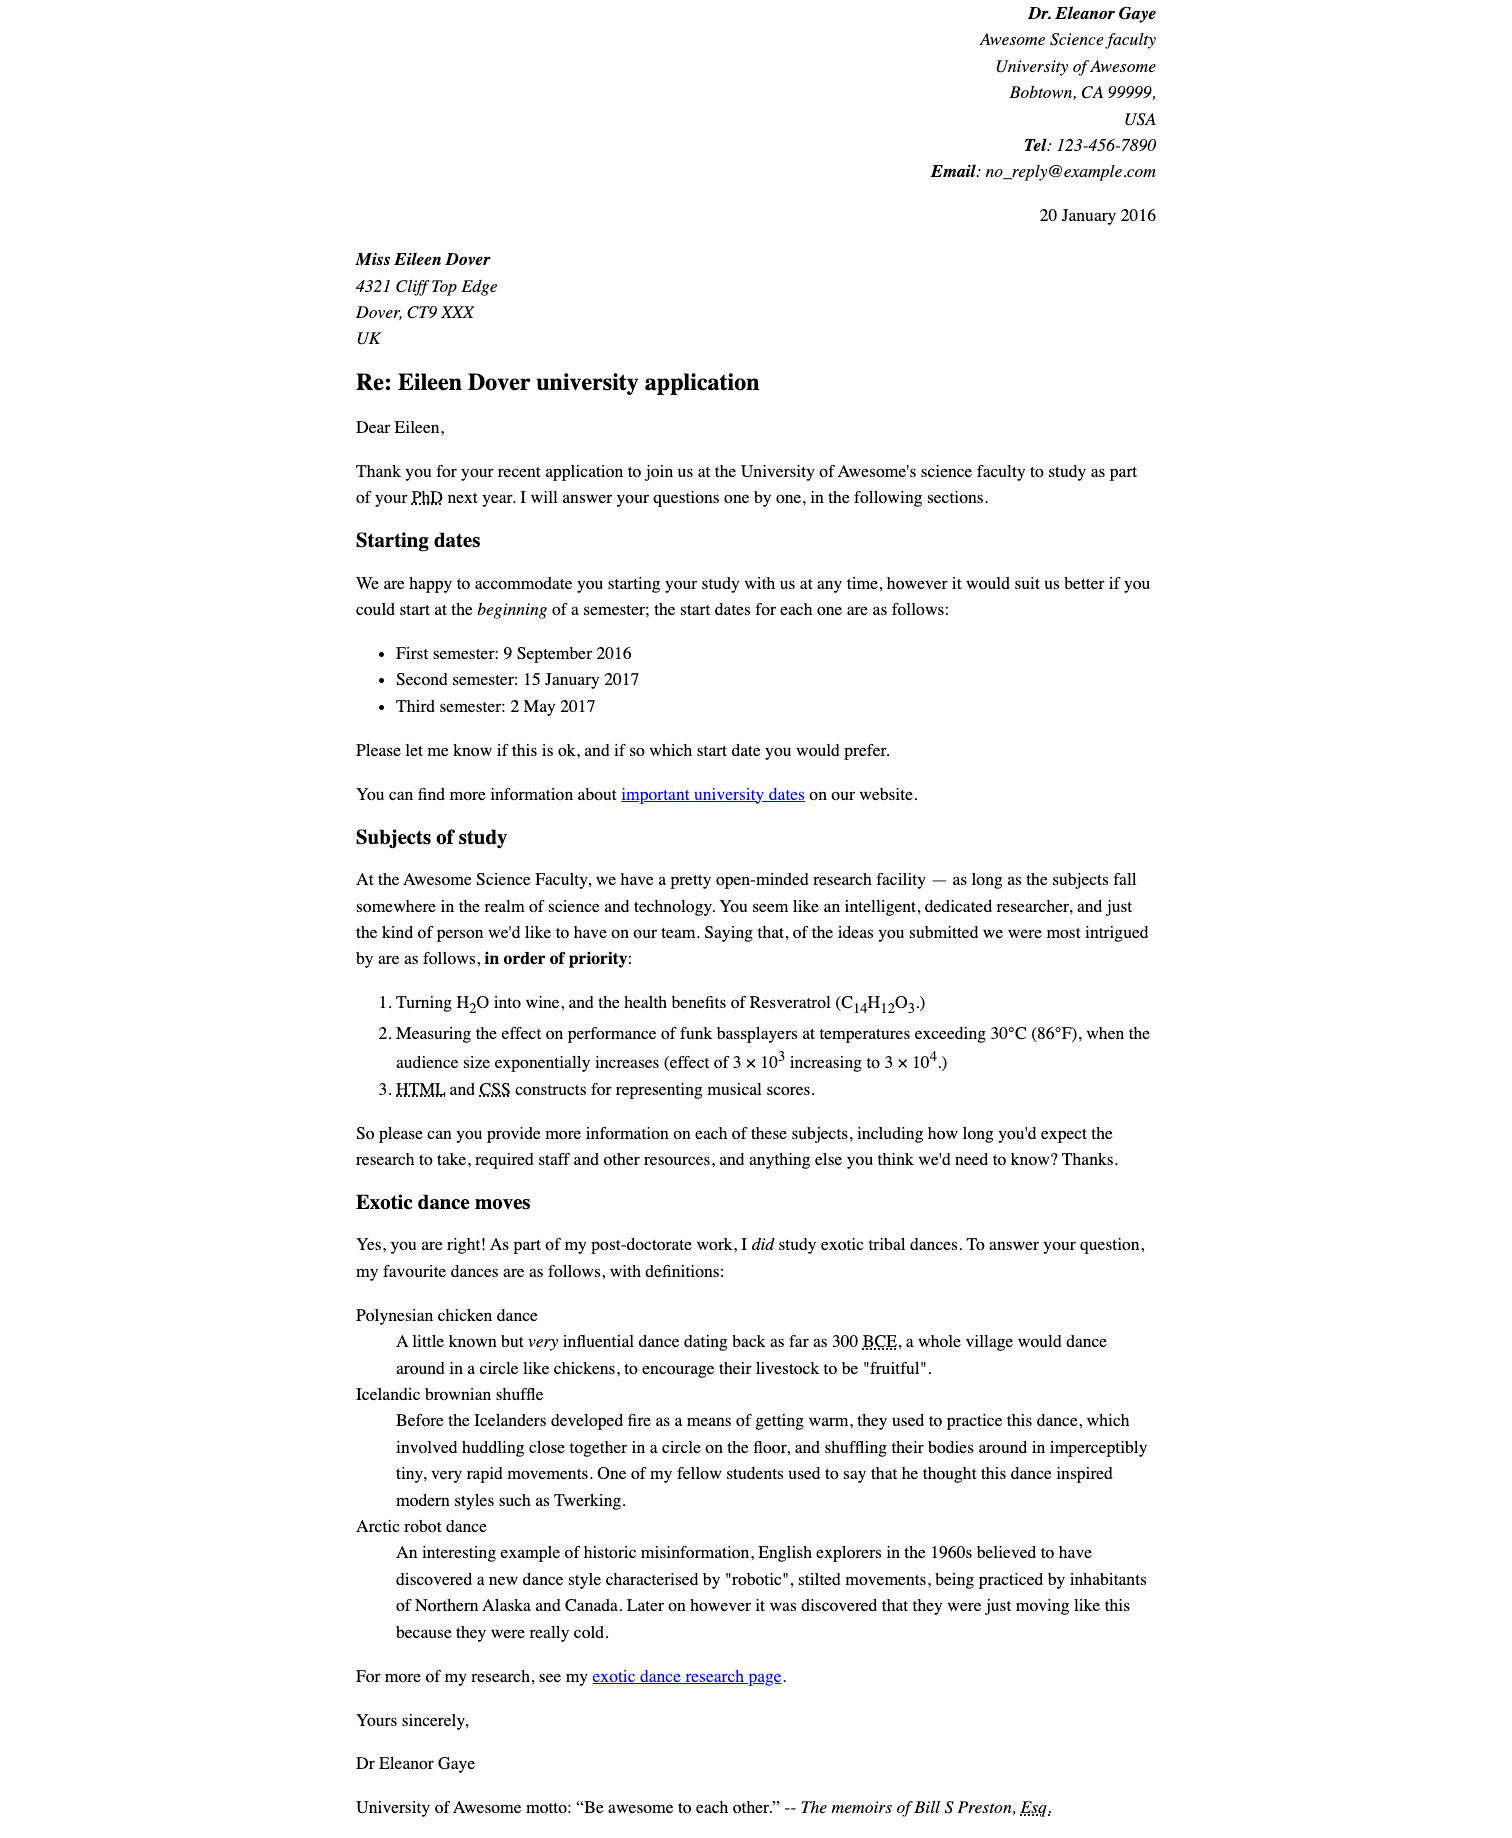 Dr. Eleanor Gaye
Awesome Science faculty
University of Awesome
Bobtown, CA 99999,
USA
Tel: 123-456-7890
Email: no_reply@example.com
20 January 2016
Miss Eileen Dover
4321 Cliff Top Edge
Dover, CT9 XXX
UK
Re: Eileen Dover university application
Dear Eileen,
Thank you for your recent application to join us at the University of Awesome's science faculty to study as part
of your PhD next year. I will answer your questions one by one, in the following sections.
Starting dates
We are happy to accommodate you starting your study with us at any time, however it would suit us better if you
could start at the beginning of a semester; the start dates for each one are as follows:
• First semester: 9 September 2016
• Second semester: 15 January 2017
• Third semester: 2 May 2017
Please let me know if this is ok, and if so which start date you would prefer.
You can find more information about important university dates on our website.
Subjects of study
At the Awesome Science Faculty, we have a pretty open-minded research facility — as long as the subjects fall
somewhere in the realm of science and technology. You seem like an intelligent, dedicated researcher, and just
the kind of person we'd like to have on our team. Saying that, of the ideas you submitted we were most intrigued
by are as follows, in order of priority:
1. Turning H₂O into wine, and the health benefits of Resveratrol (C₁₄H₁₂O₃.)
2. Measuring the effect on performance of funk bassplayers at temperatures exceeding 30°C (86°F), when the
audience size exponentially increases (effect of 3 × 10³ increasing to 3 × 10⁴.)
3. HTML and CSS constructs for representing musical scores.
So please can you provide more information on each of these subjects, including how long you'd expect the
research to take, required staff and other resources, and anything else you think we'd need to know? Thanks.
Exotic dance moves
Yes, you are right! As part of my post-doctorate work, I did study exotic tribal dances. To answer your question,
my favourite dances are as follows, with definitions:
Polynesian chicken dance
A little known but very influential dance dating back as far as 300 BCE, a whole village would dance
around in a circle like chickens, to encourage their livestock to be "fruitful".
Icelandic brownian shuffle
Before the Icelanders developed fire as a means of getting warm, they used to practice this dance, which
involved huddling close together in a circle on the floor, and shuffling their bodies around in imperceptibly
tiny, very rapid movements. One of my fellow students used to say that he thought this dance inspired
modern styles such as Twerking.
Arctic robot dance
An interesting example of historic misinformation, English explorers in the 1960s believed to have
discovered a new dance style characterised by "robotic", stilted movements, being practiced by inhabitants
of Northern Alaska and Canada. Later on however it was discovered that they were just moving like this
because they were really cold.
For more of my research, see my exotic dance research page.
Yours sincerely,
Dr Eleanor Gaye
University of Awesome motto: “Be awesome to each other.” -- The memoirs of Bill S Preston, Esq.